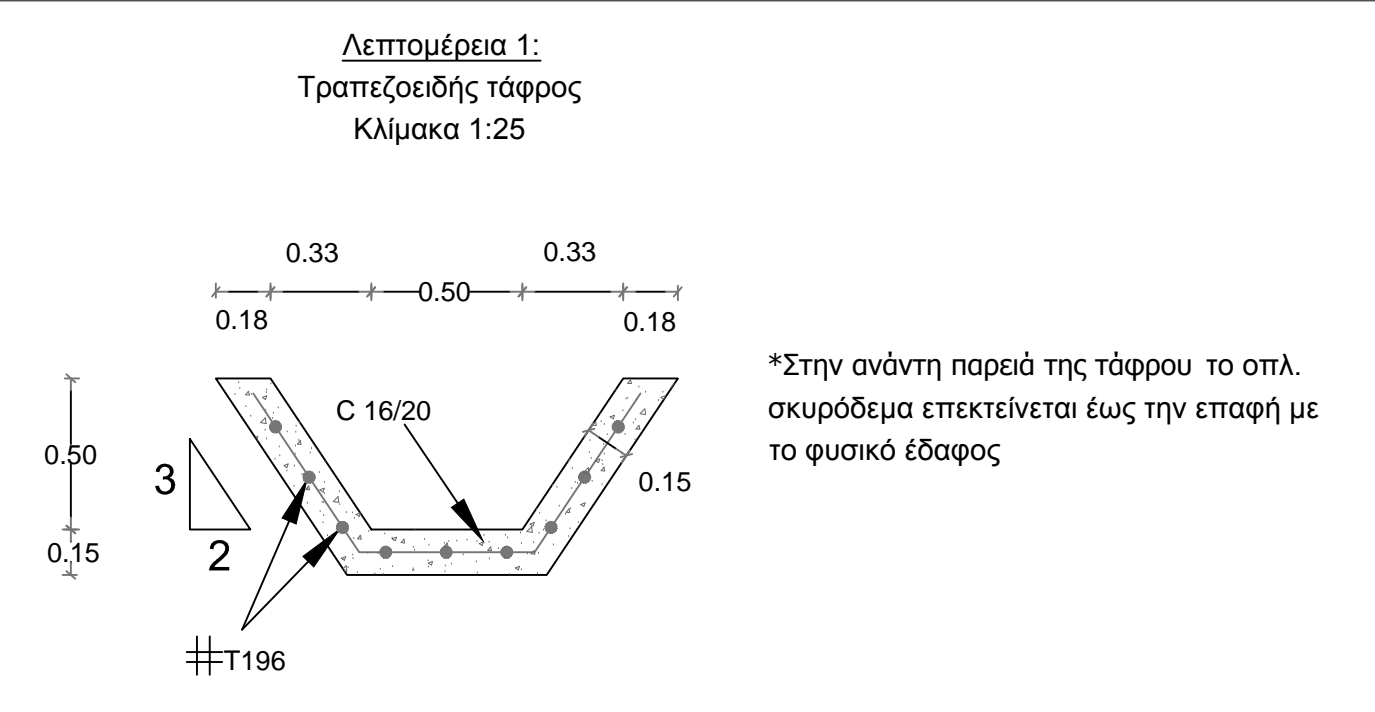 Λεπτομέρεια 1:
Τραπεζοειδής τάφρος
Κλίμακα 1:25
0.33
0.33
0.50
0.18
0.18
C 16/20
*Στην ανάντη παρειά της τάφρου το οπλ.
σκυρόδεμα επεκτείνεται έως την επαφή με
το φυσικό έδαφος
0.50
3
0.15
2
0.15
#T196